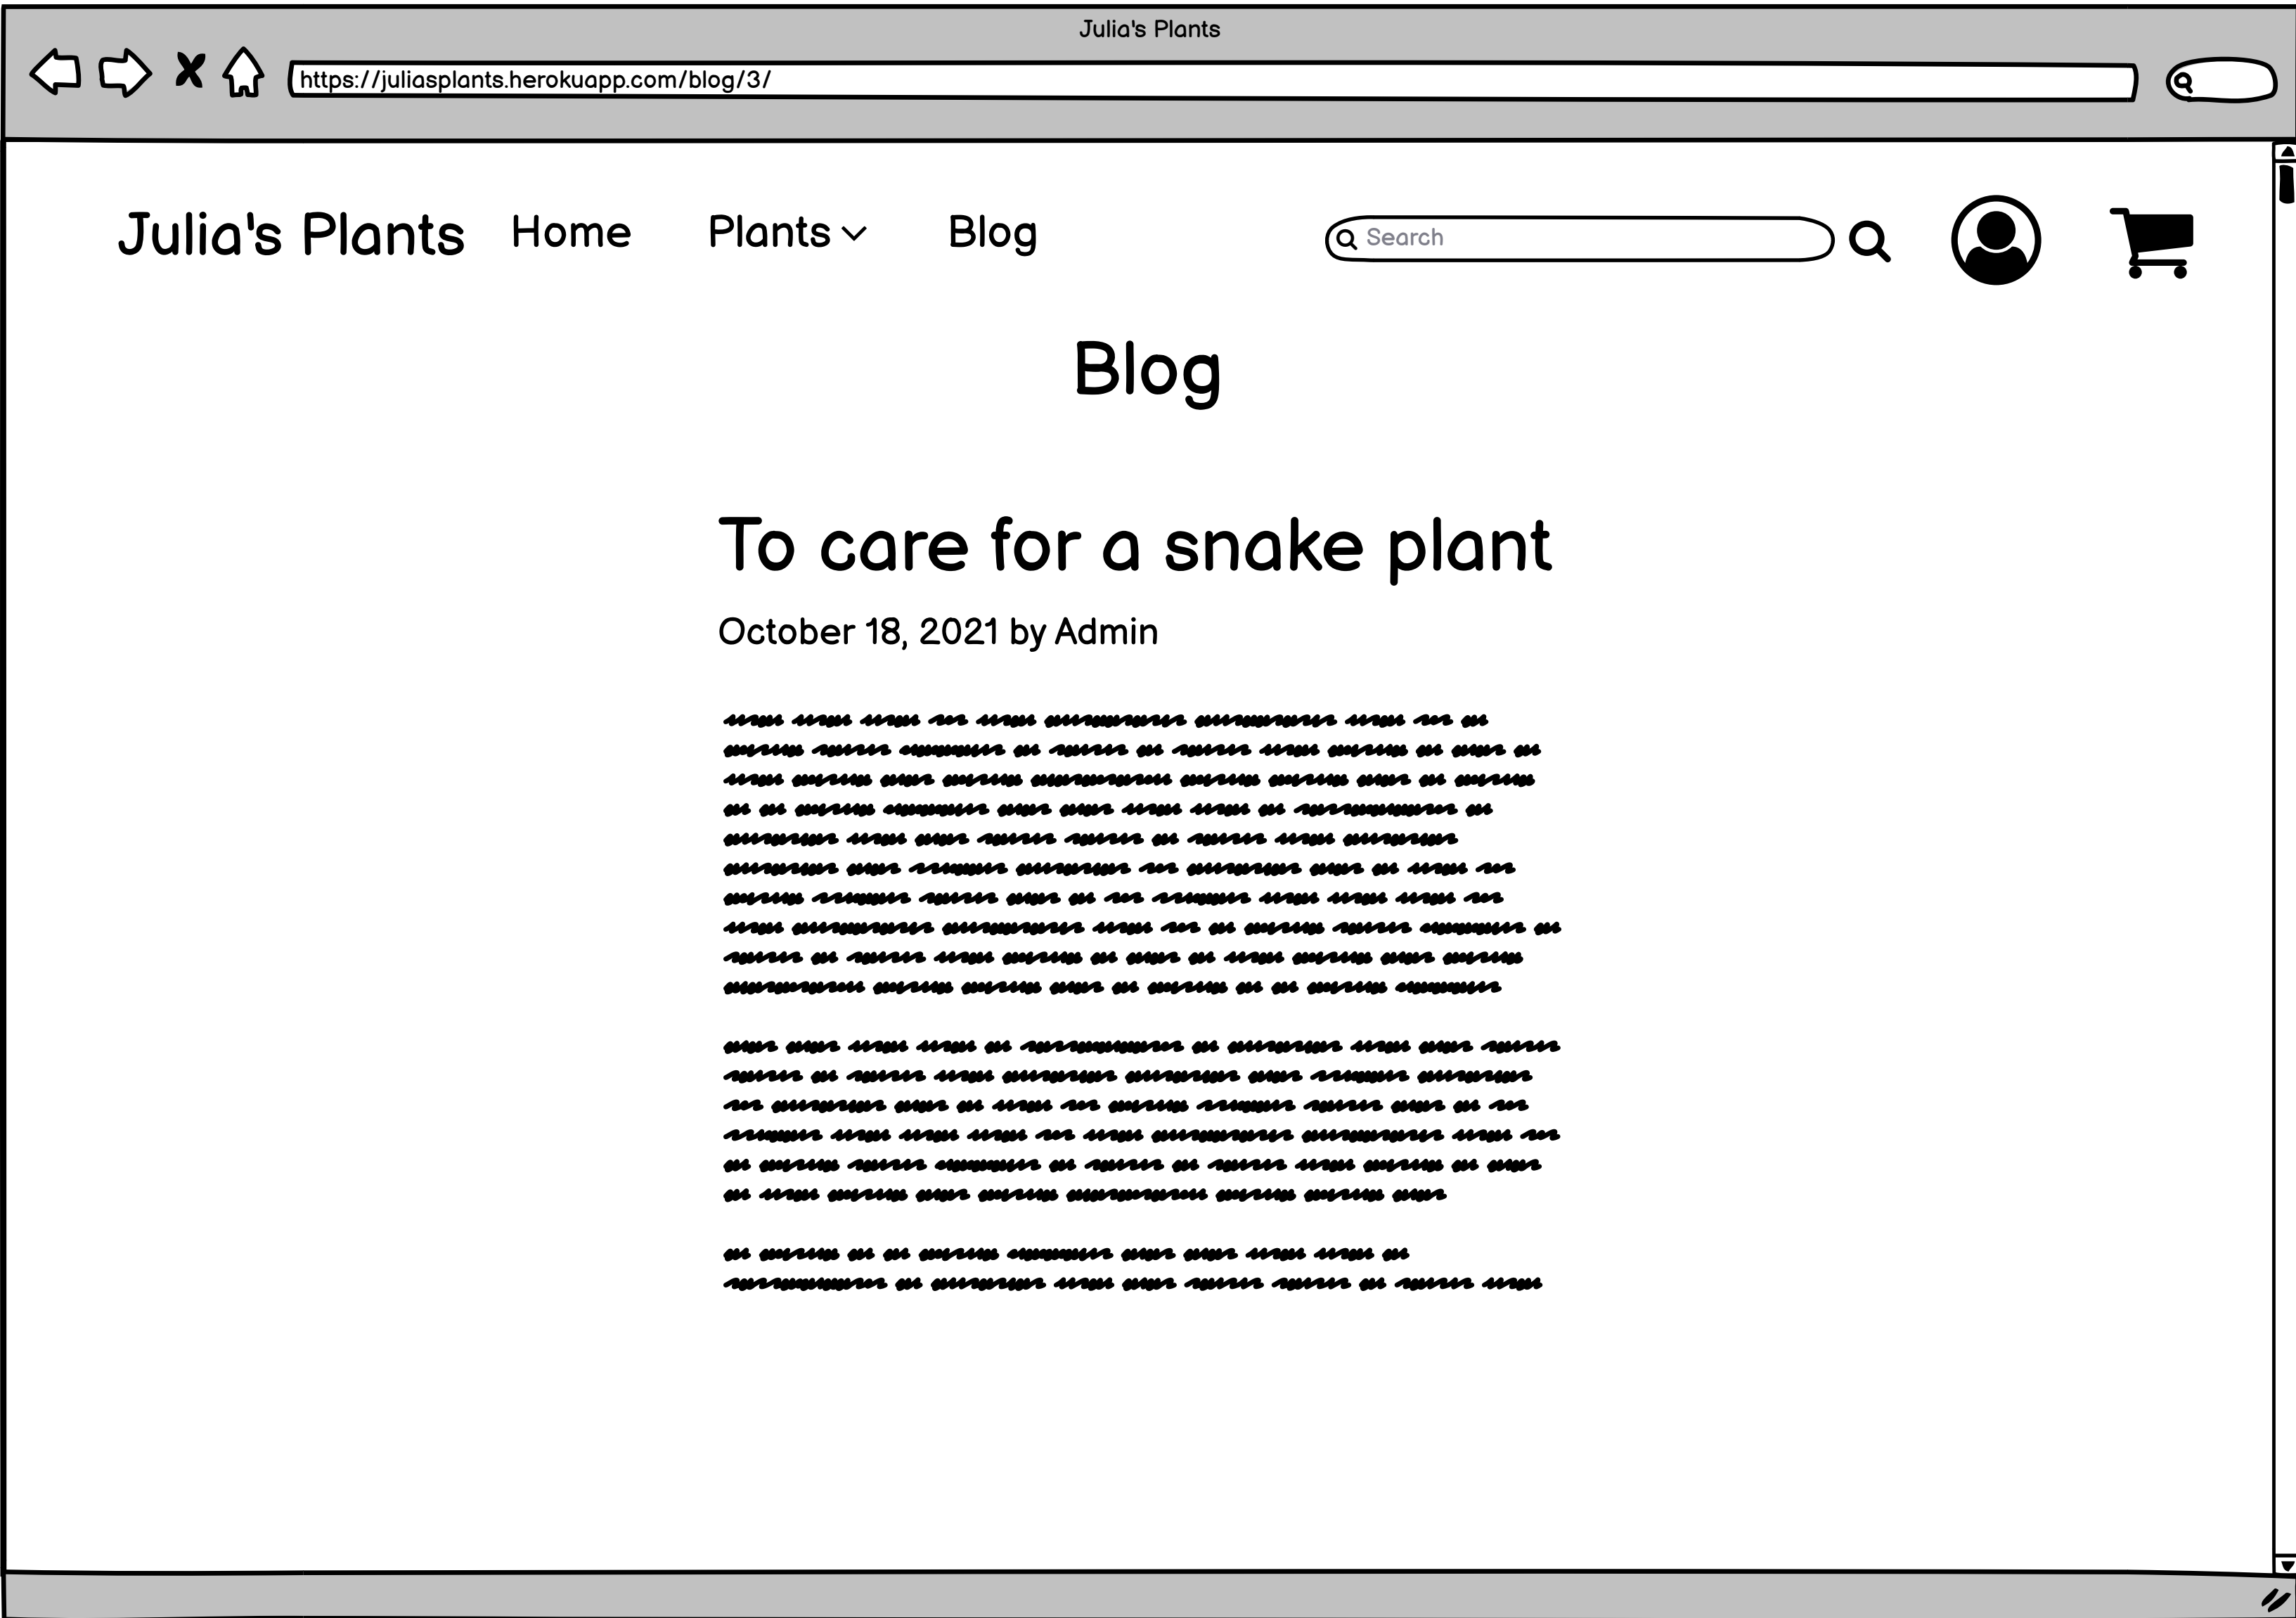 Julia's Plants
https://juliasplants.herokuapp.com/blog/3/
Julia's Plants Home Plants Blog Search
Blog
To care for a snake plant
October 18, 2021 by Admin